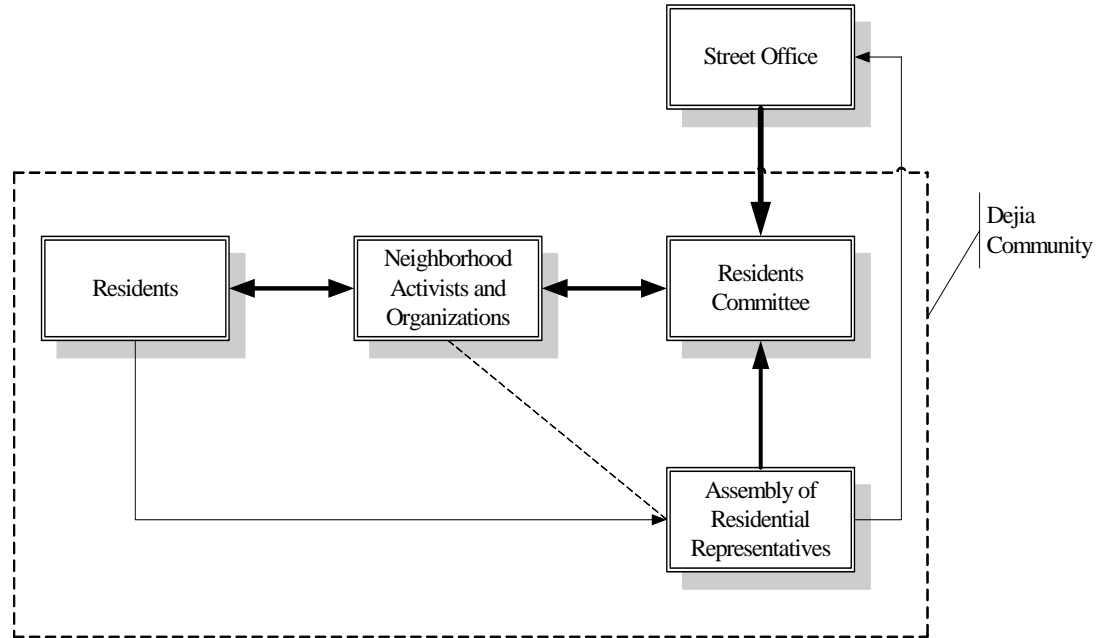 Street Office
Dejia
Community
Residents
Neighborhood
Activists and
Organizations
Residents
Committee
Assembly of
Residential
Representatives